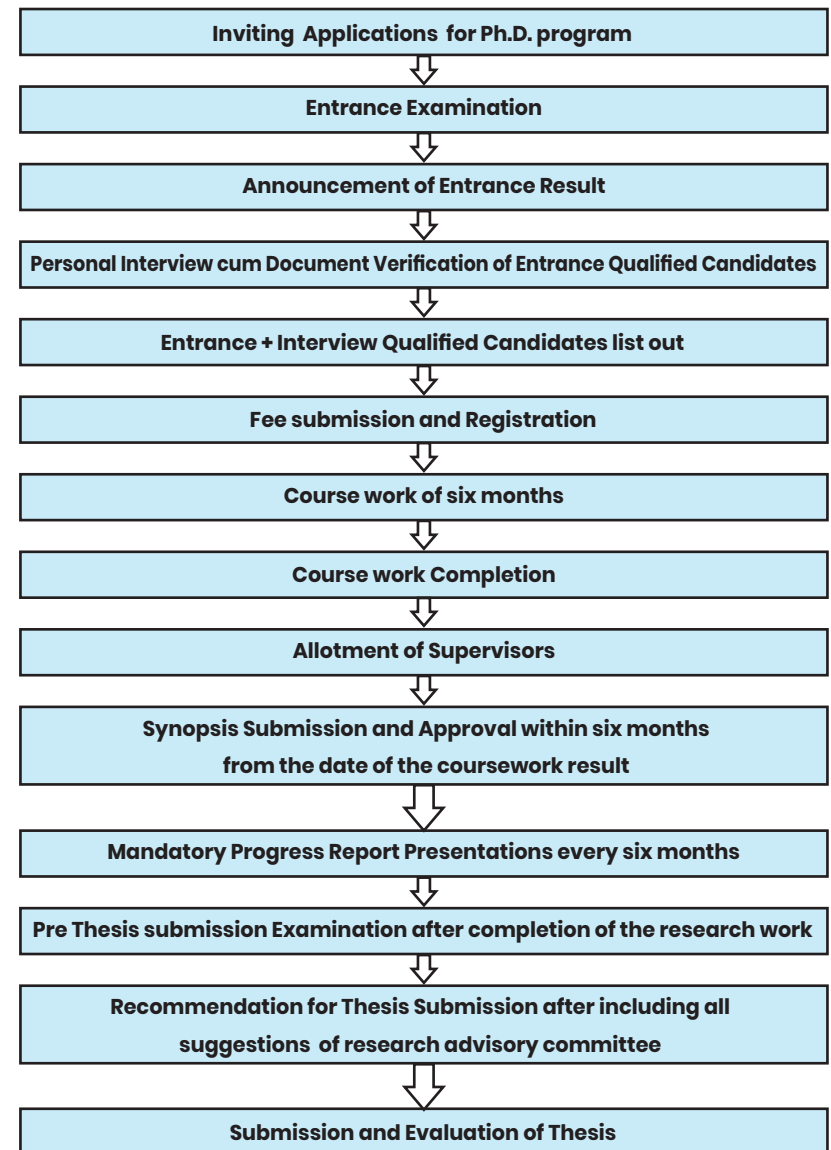 Inviting Applications for Ph.D. program
Entrance Examination
Announcement of Entrance Result
Personal Interview cum Document Verification of Entrance Qualified Candidates
Entrance + Interview Qualified Candidates list out
Fee submission and Registration
Course work of six months
Course work Completion
Allotment of Supervisors
Synopsis Submission and Approval within six months
from the date of the coursework result
Mandatory Progress Report Presentations every six months
Pre Thesis submission Examination after completion of the research work
Recommendation for Thesis Submission after including all
suggestions of research advisory committee
Submission and Evaluation of Thesis